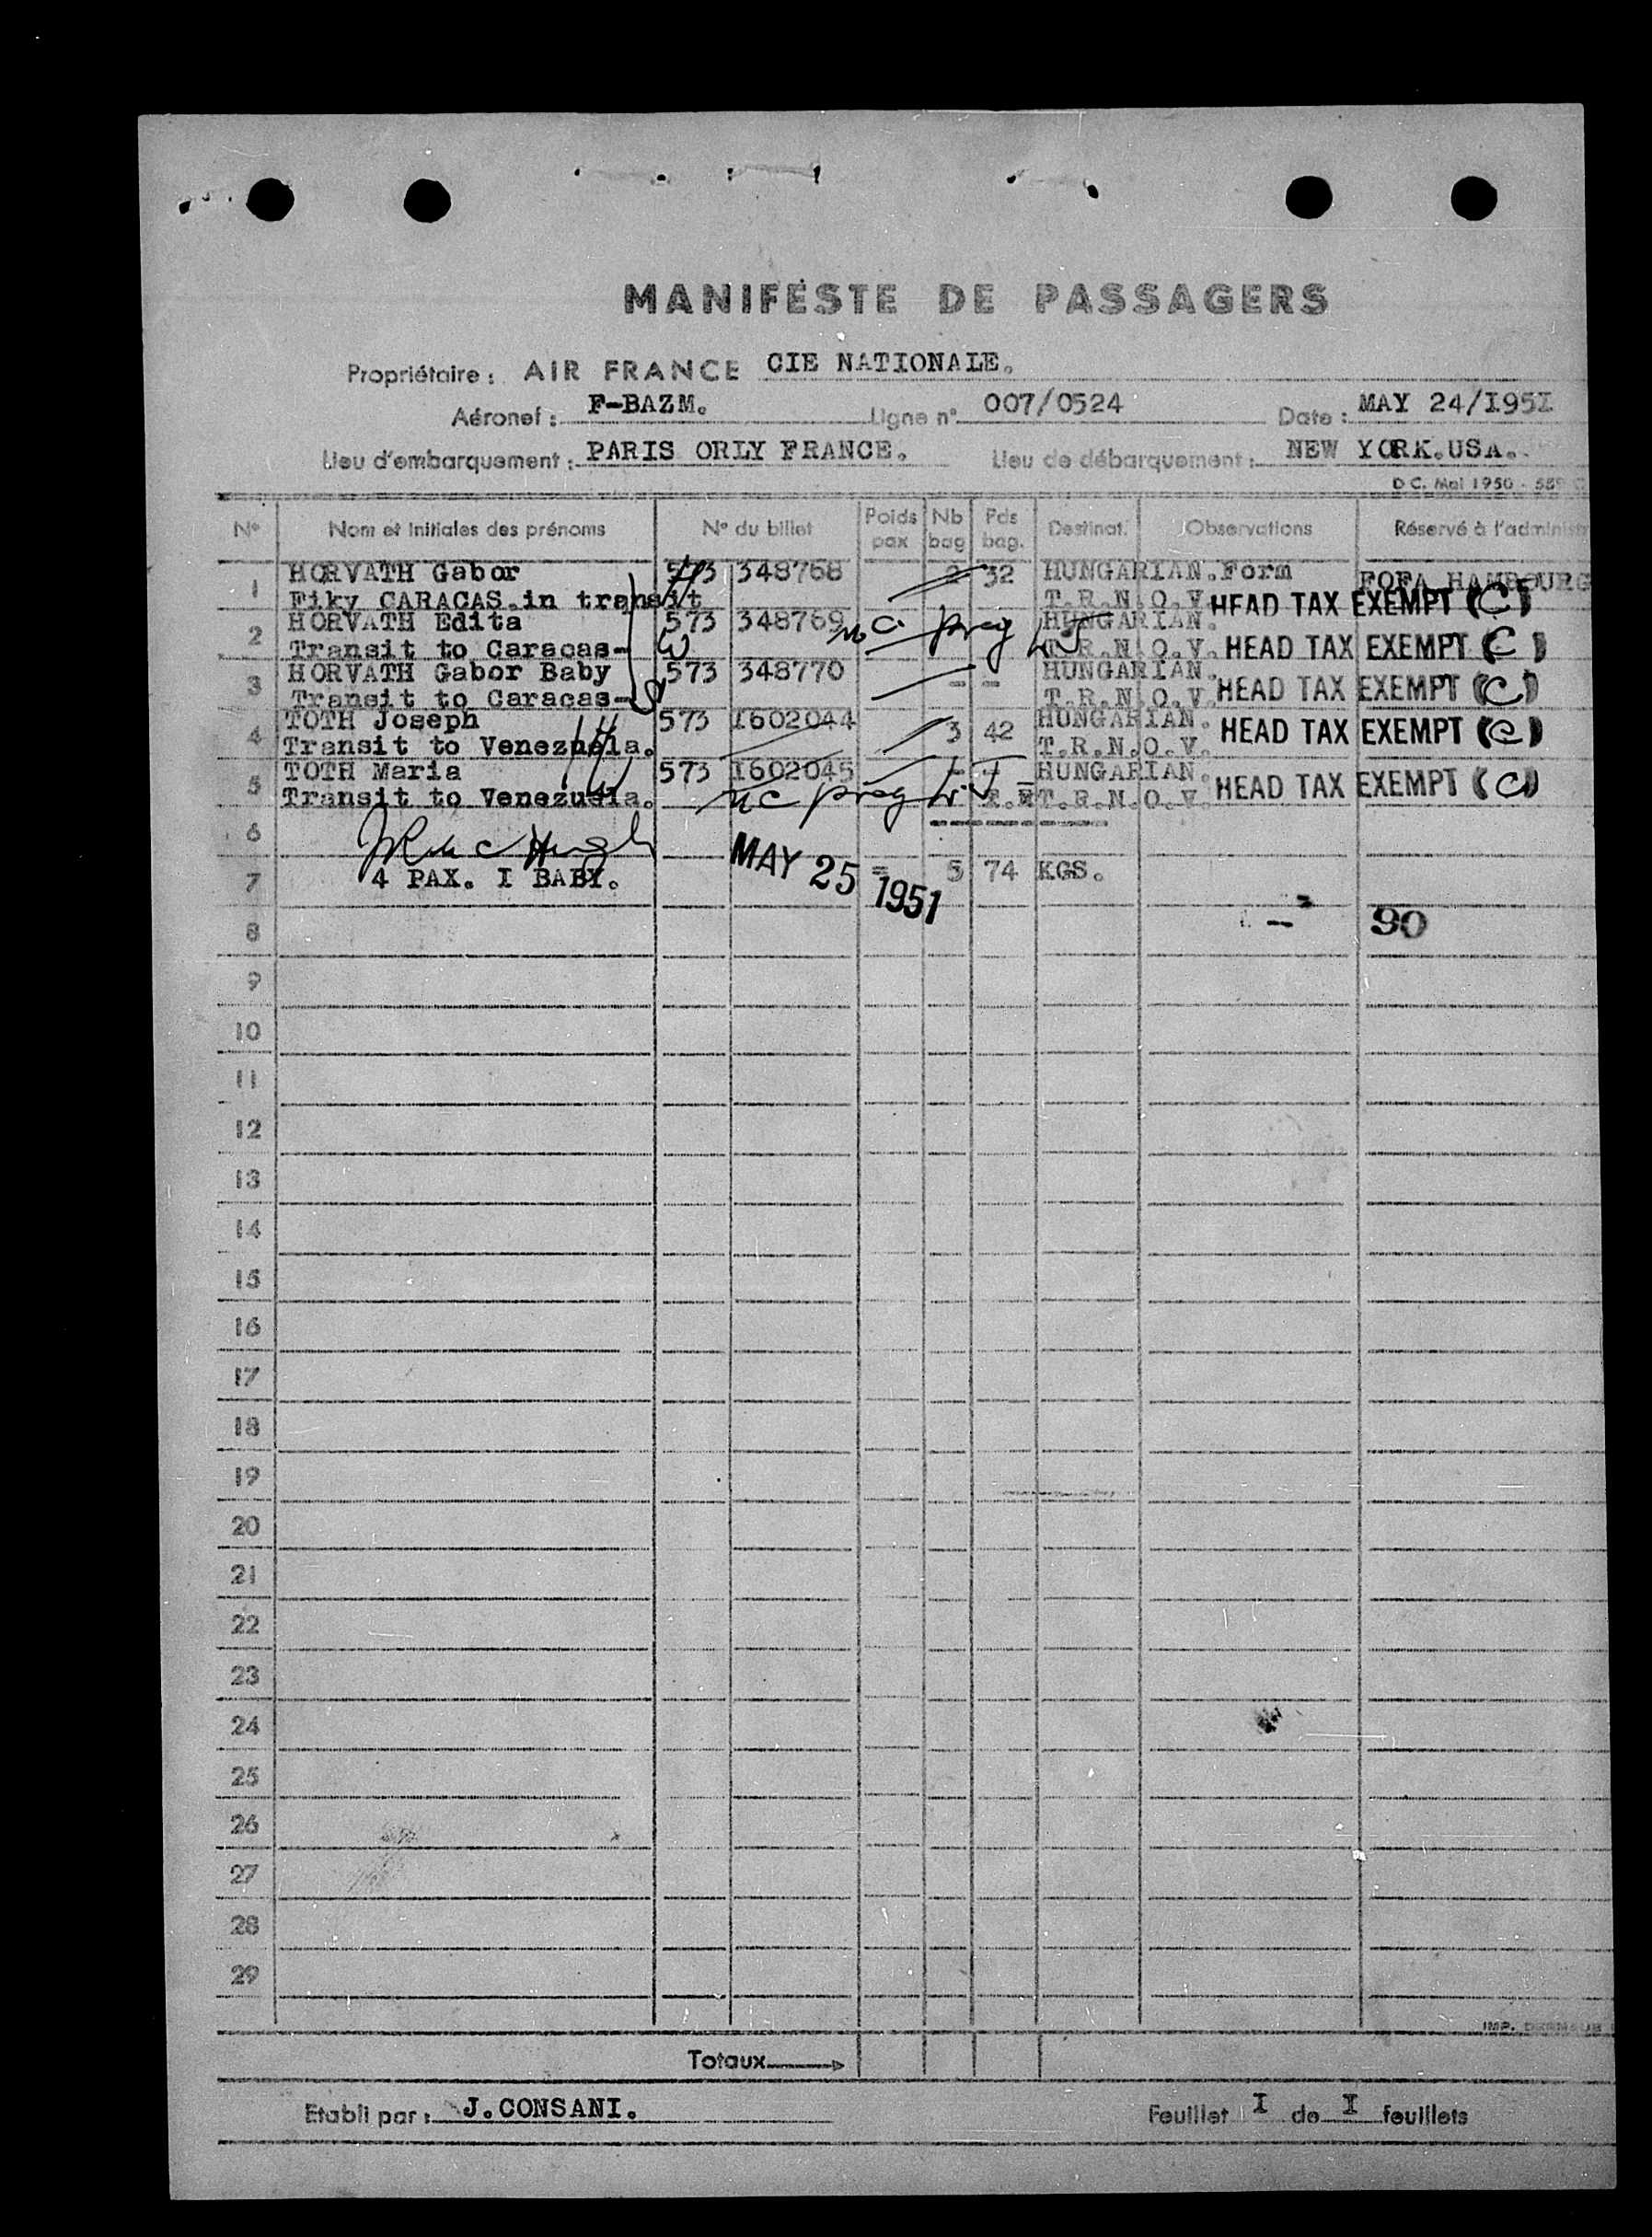 MANIFESTE DE PASSAGERS
Propriétaire : AIR FRANCE CIE NATIONALE.
Aéronef : F-BAZM. Ligne n° 007/0524 Date : MAY 24/I95I
Lieu d'embarquement : PARIS ORLY FRANCE. Lieu de débarquement : NEW YORK.USA.
D C. Mai 1950
N° Nom et initiales des prénoms N° du billet Poids pax Nb bag Pds bag. Destinat. Observations Réservé à l'administr
1 HORVATH Gabor 573 348768 2 32 HUNGARIAN.Form
Fiky CARACAS.in transit T.R.N.O.V. HEAD TAX EXEMPT (C)
2 HORVATH Edita 573 348769 HUNGARIAN.
Transit to Caracas- T.R.N.O.V. HEAD TAX EXEMPT (C)
3 HORVATH Gabor Baby 573 348770 - - HUNGARIAN.
Transit to Caracas- T.R.N.O.V. HEAD TAX EXEMPT (C)
4 TOTH Joseph 573 I602044 3 42 HUNGARIAN.
Transit to Venezuela. T.R.N.O.V. HEAD TAX EXEMPT (C)
5 TOTH Maria 573 I602045 HUNGARIAN.
Transit to Venezuela. T.R.N.O.V. HEAD TAX EXEMPT (C)
6
MAY 25 1951
7 4 PAX. I BABY. = 5 74 KGS.
8 90
9
10
11
12
13
14
15
16
17
18
19
20
21
22
23
24
25
26
27
28
29
IMP.
Totaux
Etabli par : J.CONSANI. Feuillet I de I feuillets